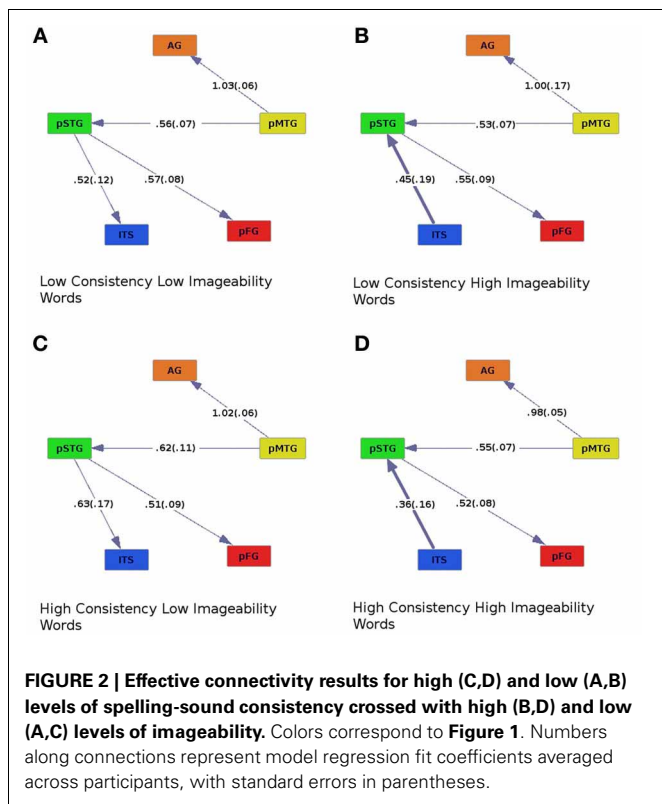 A
B
AG
AG
1.03(.06)
1.00(.17)
pSTG
.56(.07)
pMTG
pSTG
.53(.07)
pMTG
.52(.12)
.57(.08)
.45(.19)
.55(.09)
ITS
pFG
ITS
pFG
Low Consistency Low Imageability
Words
Low Consistency High Imageability
Words
C
D
AG
AG
1.02(.06)
.98(.05)
pSTG
.62(.11)
pMTG
pSTG
.55(.07)
pMTG
.63(.17)
.51(.09)
.36(.16)
.52(.08)
ITS
pFG
ITS
pFG
High Consistency Low Imageability
Words
High Consistency High Imageability
Words
FIGURE 2 | Effective connectivity results for high (C,D) and low (A,B)
levels of spelling-sound consistency crossed with high (B,D) and low
(A,C) levels of imageability. Colors correspond to Figure 1. Numbers
along connections represent model regression fit coefficients averaged
across participants, with standard errors in parentheses.